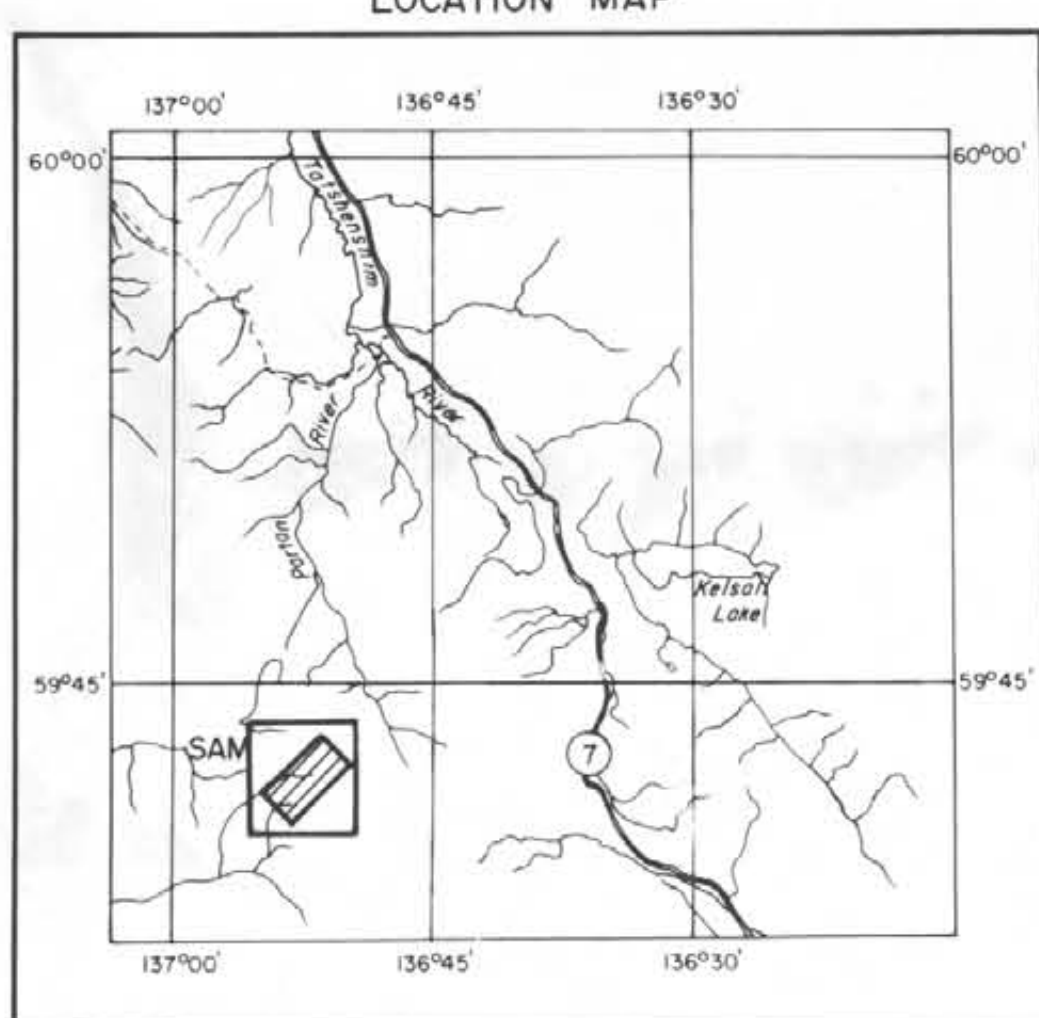 LOCATION MAP
137°00' 136°45' 136°30'
60°00' 60°00'
Tatshenshim
River
River
Parton
Kelsall
Lake
59°45' 59°45'
SAM
7
137°00' 136°45' 136°30'